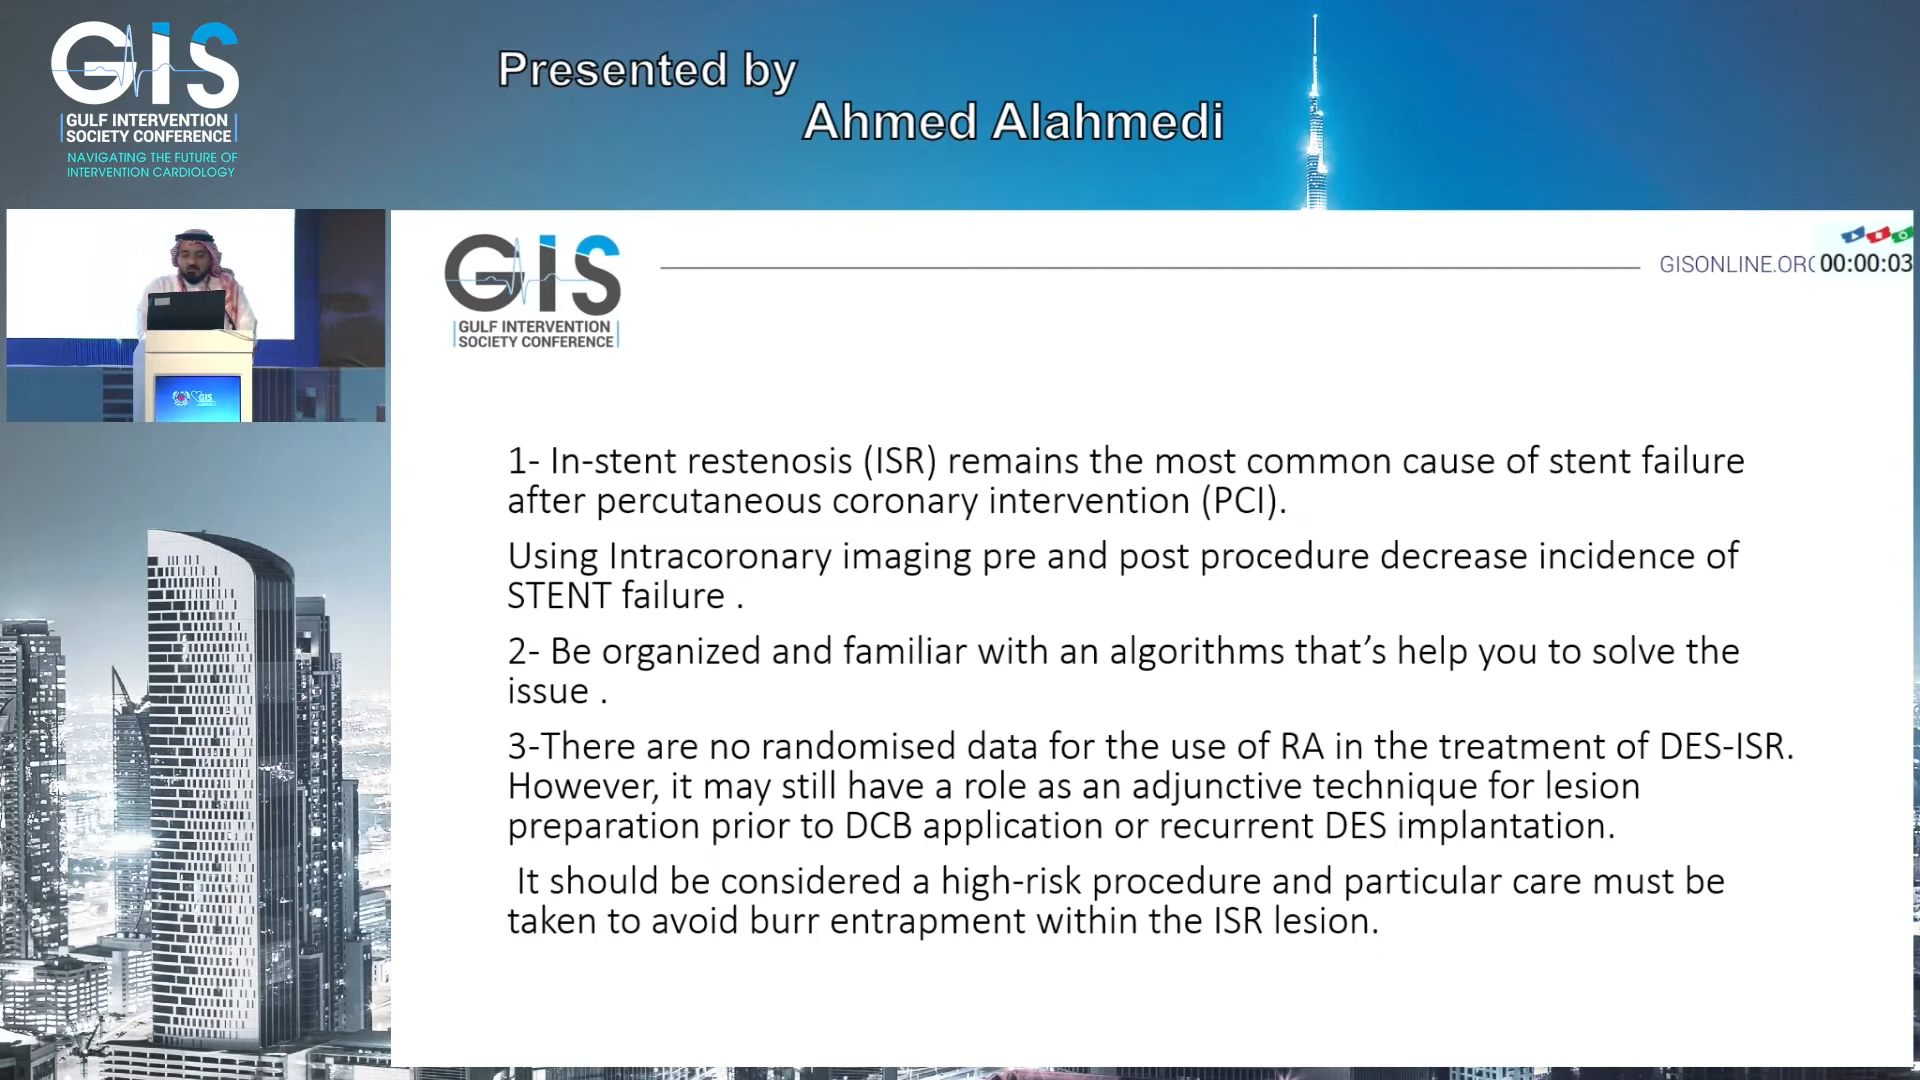 GIS
GULF INTERVENTION
SOCIETY CONFERENCE
NAVIGATING THE FUTURE OF
INTERVENTION CARDIOLOGY
Presented by
Ahmed Alahmedi
GIS
GULF INTERVENTION
SOCIETY CONFERENCE
GISONLINE.OR
00:00:03
GIS
1- In-stent restenosis (ISR) remains the most common cause of stent failure
after percutaneous coronary intervention (PCI).
Using Intracoronary imaging pre and post procedure decrease incidence of
STENT failure .
2- Be organized and familiar with an algorithms that’s help you to solve the
issue .
3-There are no randomised data for the use of RA in the treatment of DES-ISR.
However, it may still have a role as an adjunctive technique for lesion
preparation prior to DCB application or recurrent DES implantation.
It should be considered a high-risk procedure and particular care must be
taken to avoid burr entrapment within the ISR lesion.